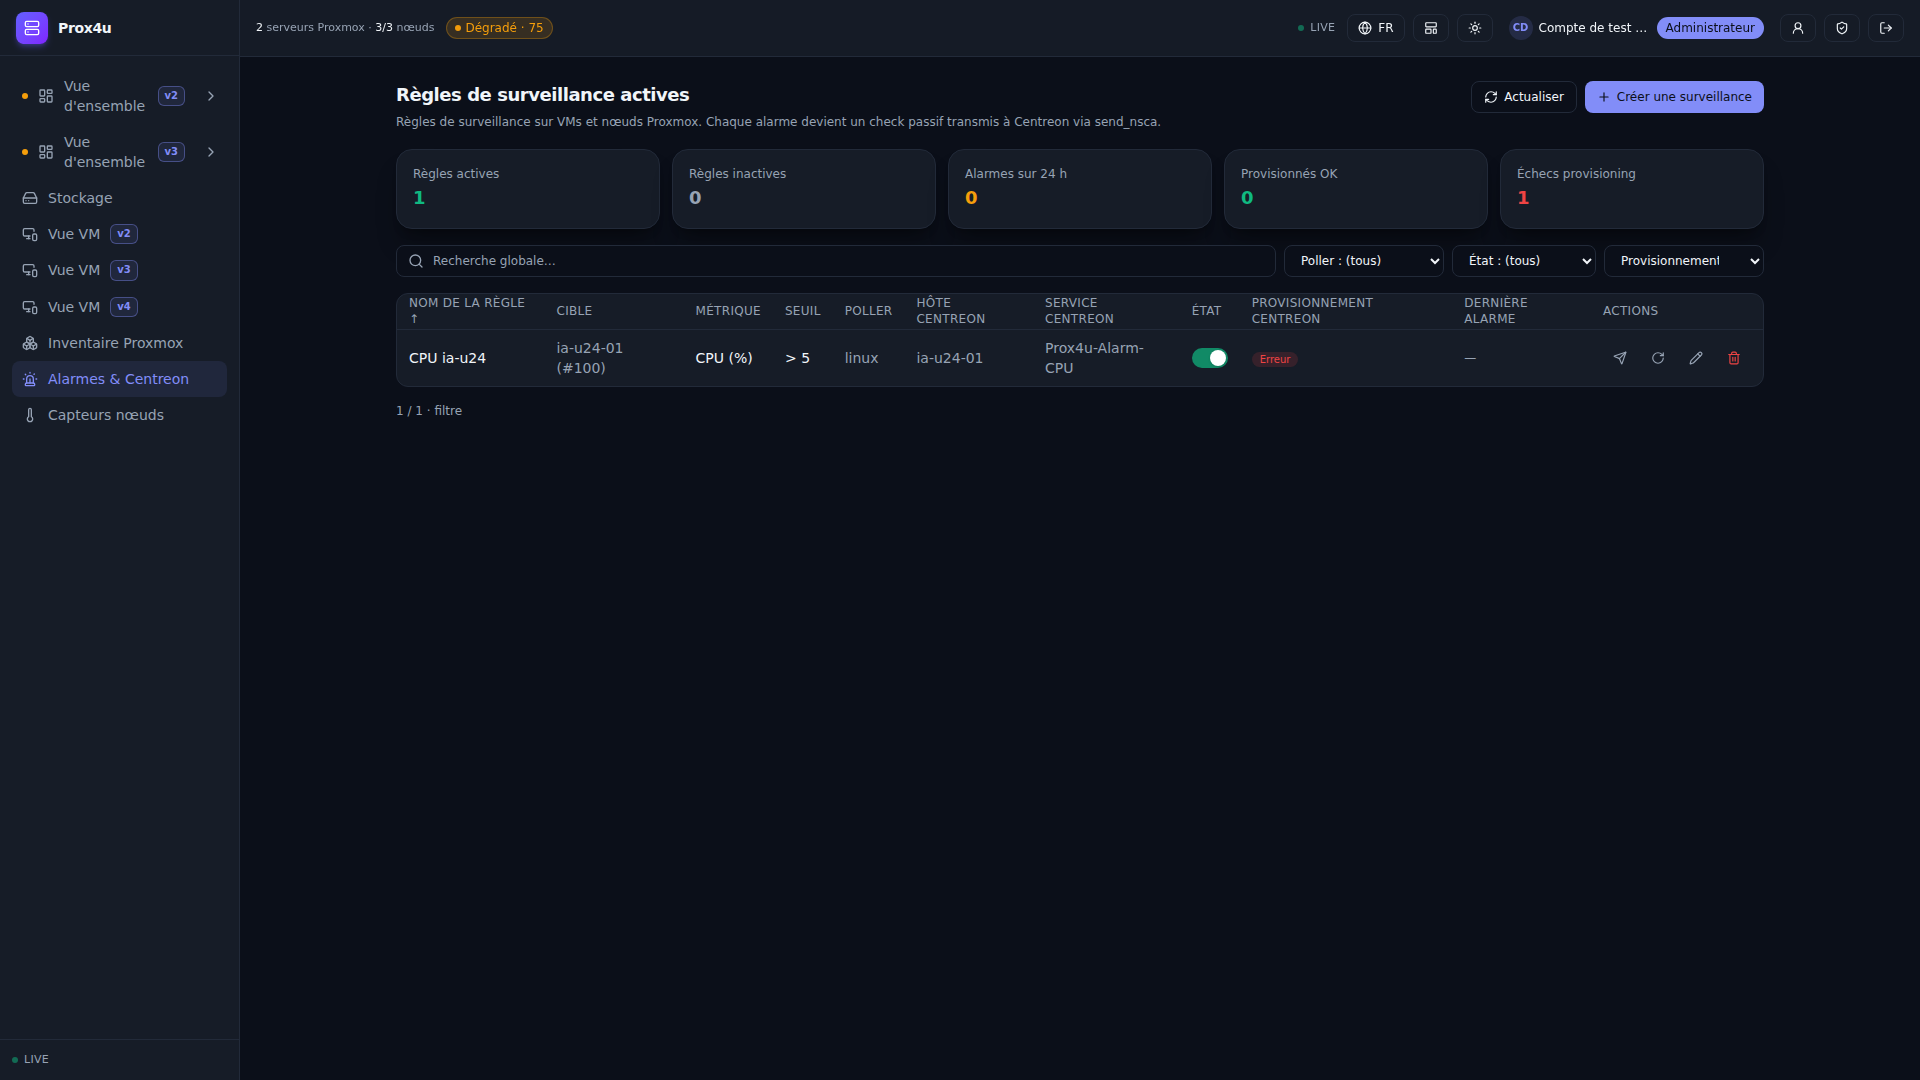 Prox4u
2 serveurs Proxmox · 3/3 nœuds
Dégradé · 75
LIVE
FR
CD
Compte de test ...
Administrateur
Vue d'ensemble
v2
Vue d'ensemble
v3
Stockage
Vue VM v2
Vue VM v3
Vue VM v4
Inventaire Proxmox
Alarmes & Centreon
Capteurs nœuds
LIVE
Règles de surveillance actives
Règles de surveillance sur VMs et nœuds Proxmox. Chaque alarme devient un check passif transmis à Centreon via send_nsca.
Actualiser
Créer une surveillance
Règles actives
1
Règles inactives
0
Alarmes sur 24 h
0
Provisionnés OK
0
Échecs provisioning
1
Recherche globale...
Poller : (tous)
État : (tous)
Provisionnement
NOM DE LA RÈGLE ↑
CIBLE
MÉTRIQUE
SEUIL
POLLER
HÔTE CENTREON
SERVICE CENTREON
ÉTAT
PROVISIONNEMENT CENTREON
DERNIÈRE ALARME
ACTIONS
CPU ia-u24
ia-u24-01 (#100)
CPU (%)
> 5
linux
ia-u24-01
Prox4u-Alarm-CPU
Erreur
—
1 / 1 · filtre